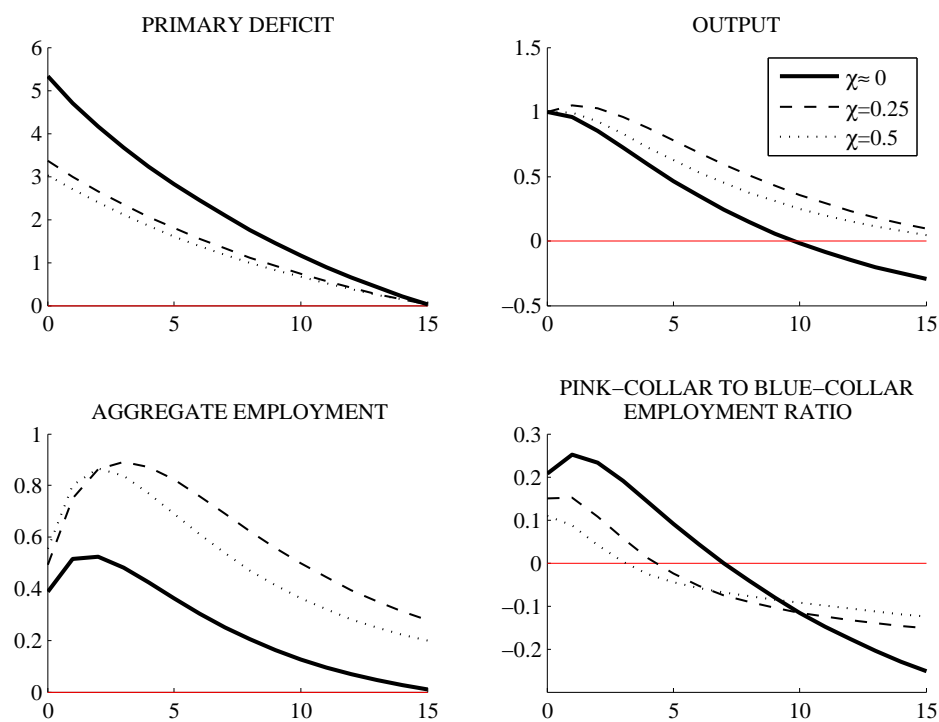 PRIMARY DEFICIT
6
5
4
3
2
1
0
0 5 10 15
OUTPUT
1.5
1
0.5
0
−0.5
0 5 10 15
χ≈ 0
χ=0.25
χ=0.5
AGGREGATE EMPLOYMENT
1
0.8
0.6
0.4
0.2
0
0 5 10 15
PINK−COLLAR TO BLUE−COLLAR
EMPLOYMENT RATIO
0.3
0.2
0.1
0
−0.1
−0.2
0 5 10 15